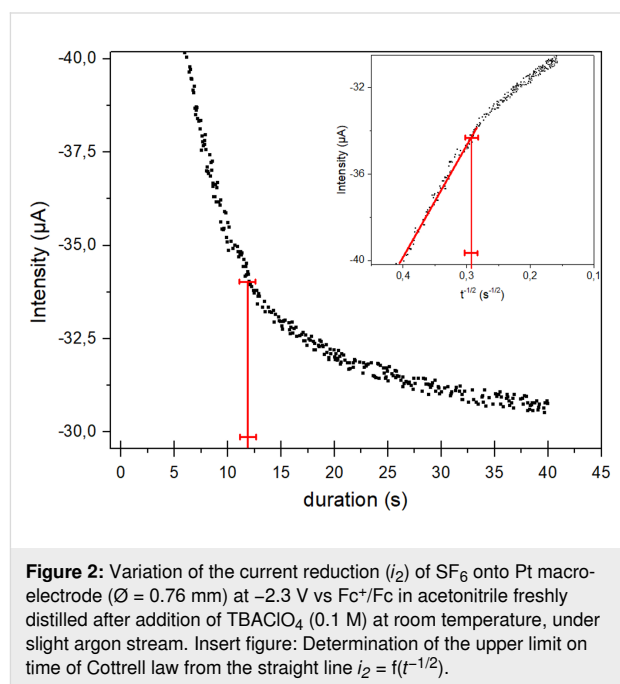 -40,0
-37,5
-35,0
-32,5
-30,0
Intensity (µA)
0 5 10 15 20 25 30 35 40 45
duration (s)
-32
-36
-40
Intensity (µA)
0,4 0,3 0,2 0,1
t-1/2 (s-1/2)
Figure 2: Variation of the current reduction (i2) of SF6 onto Pt macro-
electrode (Ø = 0.76 mm) at −2.3 V vs Fc+/Fc in acetonitrile freshly
distilled after addition of TBAClO4 (0.1 M) at room temperature, under
slight argon stream. Insert figure: Determination of the upper limit on
time of Cottrell law from the straight line i2 = f(t−1/2).